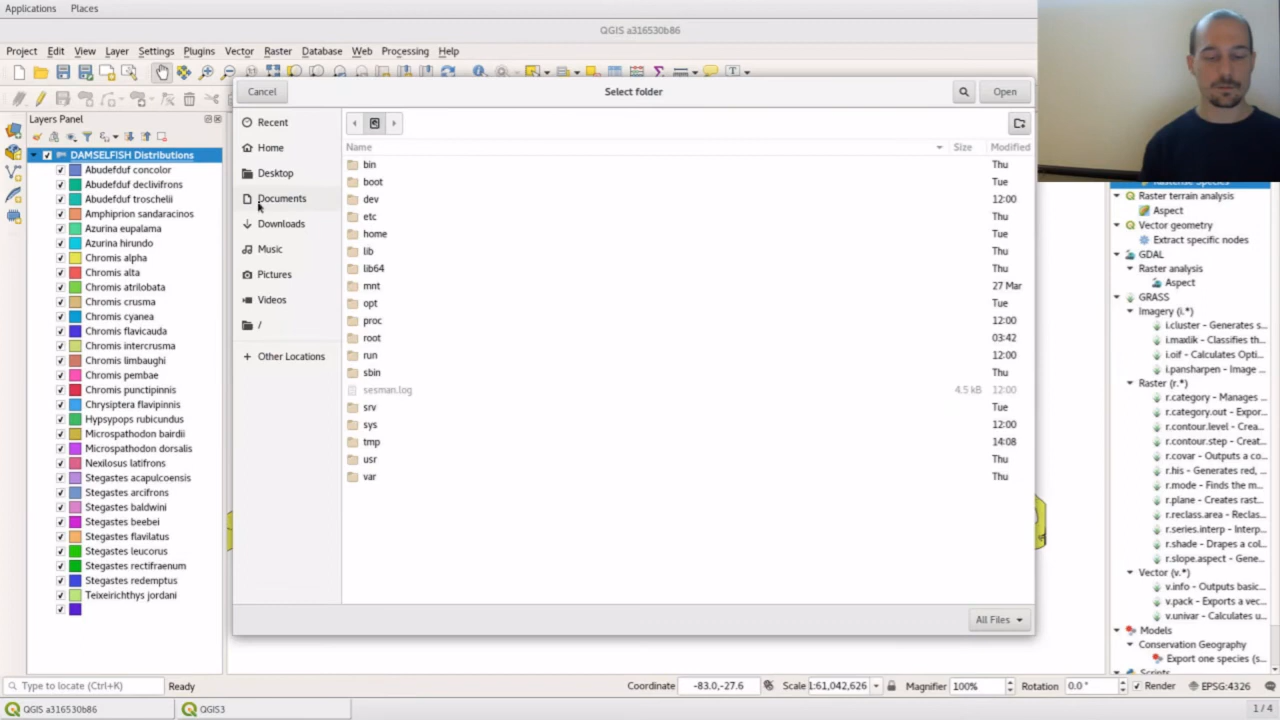 Applications Places
QGIS a316530b86
Project Edit View Layer Settings Plugins Vector Raster Database Web Processing Help
Cancel Select folder Open
Layers Panel
DAMSELFISH Distributions
Abudefduf concolor
Abudefduf declivifrons
Abudefduf troschelii
Amphiprion sandaracinos
Azurina eupalama
Azurina hirundo
Chromis alpha
Chromis alta
Chromis atrilobata
Chromis crusma
Chromis cyanea
Chromis flavicauda
Chromis intercrusma
Chromis limbaughi
Chromis pembae
Chromis punctipinnis
Chrysiptera flavipinnis
Hypsypops rubicundus
Microspathodon bairdii
Microspathodon dorsalis
Nexilosus latifrons
Stegastes acapulcoensis
Stegastes arcifrons
Stegastes baldwini
Stegastes beebei
Stegastes flavilatus
Stegastes leucorus
Stegastes rectifraenum
Stegastes redemptus
Teixeirichthys jordani
Recent
Home
Desktop
Documents
Downloads
Music
Pictures
Videos
/
Other Locations
Name Size Modified
bin Thu
boot Tue
dev 12:00
etc Thu
home Tue
lib Thu
lib64 Thu
mnt 27 Mar
opt Tue
proc 12:00
root 03:42
run 12:00
sbin Thu
sesman.log 4.5 kB 12:00
srv Tue
sys 12:00
tmp 14:08
usr Thu
var Thu
All Files
Raster terrain analysis
Aspect
Vector geometry
Extract specific nodes
GDAL
Raster analysis
Aspect
GRASS
Imagery (i.*)
i.cluster - Generates s...
i.maxlik - Classifies th...
i.oif - Calculates Opti...
i.pansharpen - Image ...
Raster (r.*)
r.category - Manages ...
r.category.out - Expor...
r.contour.level - Crea...
r.contour.step - Creat...
r.covar - Outputs a co...
r.his - Generates red, ...
r.mode - Finds the m...
r.plane - Creates rast...
r.reclass.area - Reclas...
r.series.interp - Interp...
r.shade - Drapes a col...
r.slope.aspect - Gene...
Vector (v.*)
v.info - Outputs basic...
v.pack - Exports a vec...
v.univar - Calculates u...
Models
Conservation Geography
Export one species (s...
Type to locate (Ctrl+K) Ready Coordinate -83.0,-27.6 Scale 1:61,042,626 Magnifier 100% Rotation 0.0 ° Render EPSG:4326
QGIS a316530b86 QGIS3 1 / 4